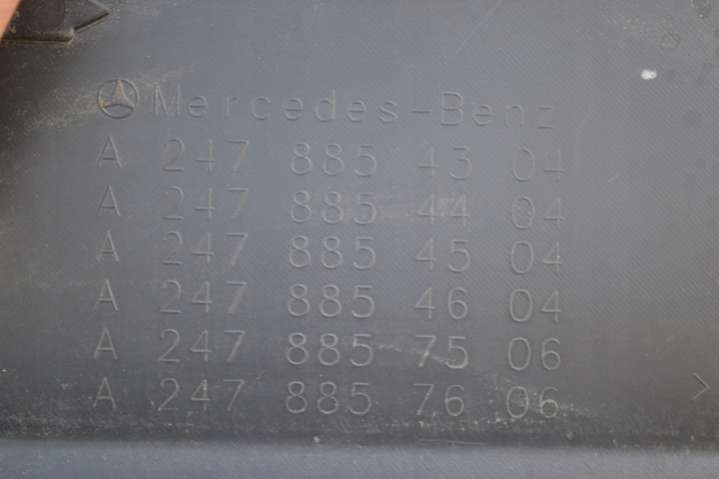 Mercedes-Benz
A 247 885 43 04
A 247 885 44 04
A 247 885 45 04
A 247 885 46 04
A 247 885 75 06
A 247 885 76 06